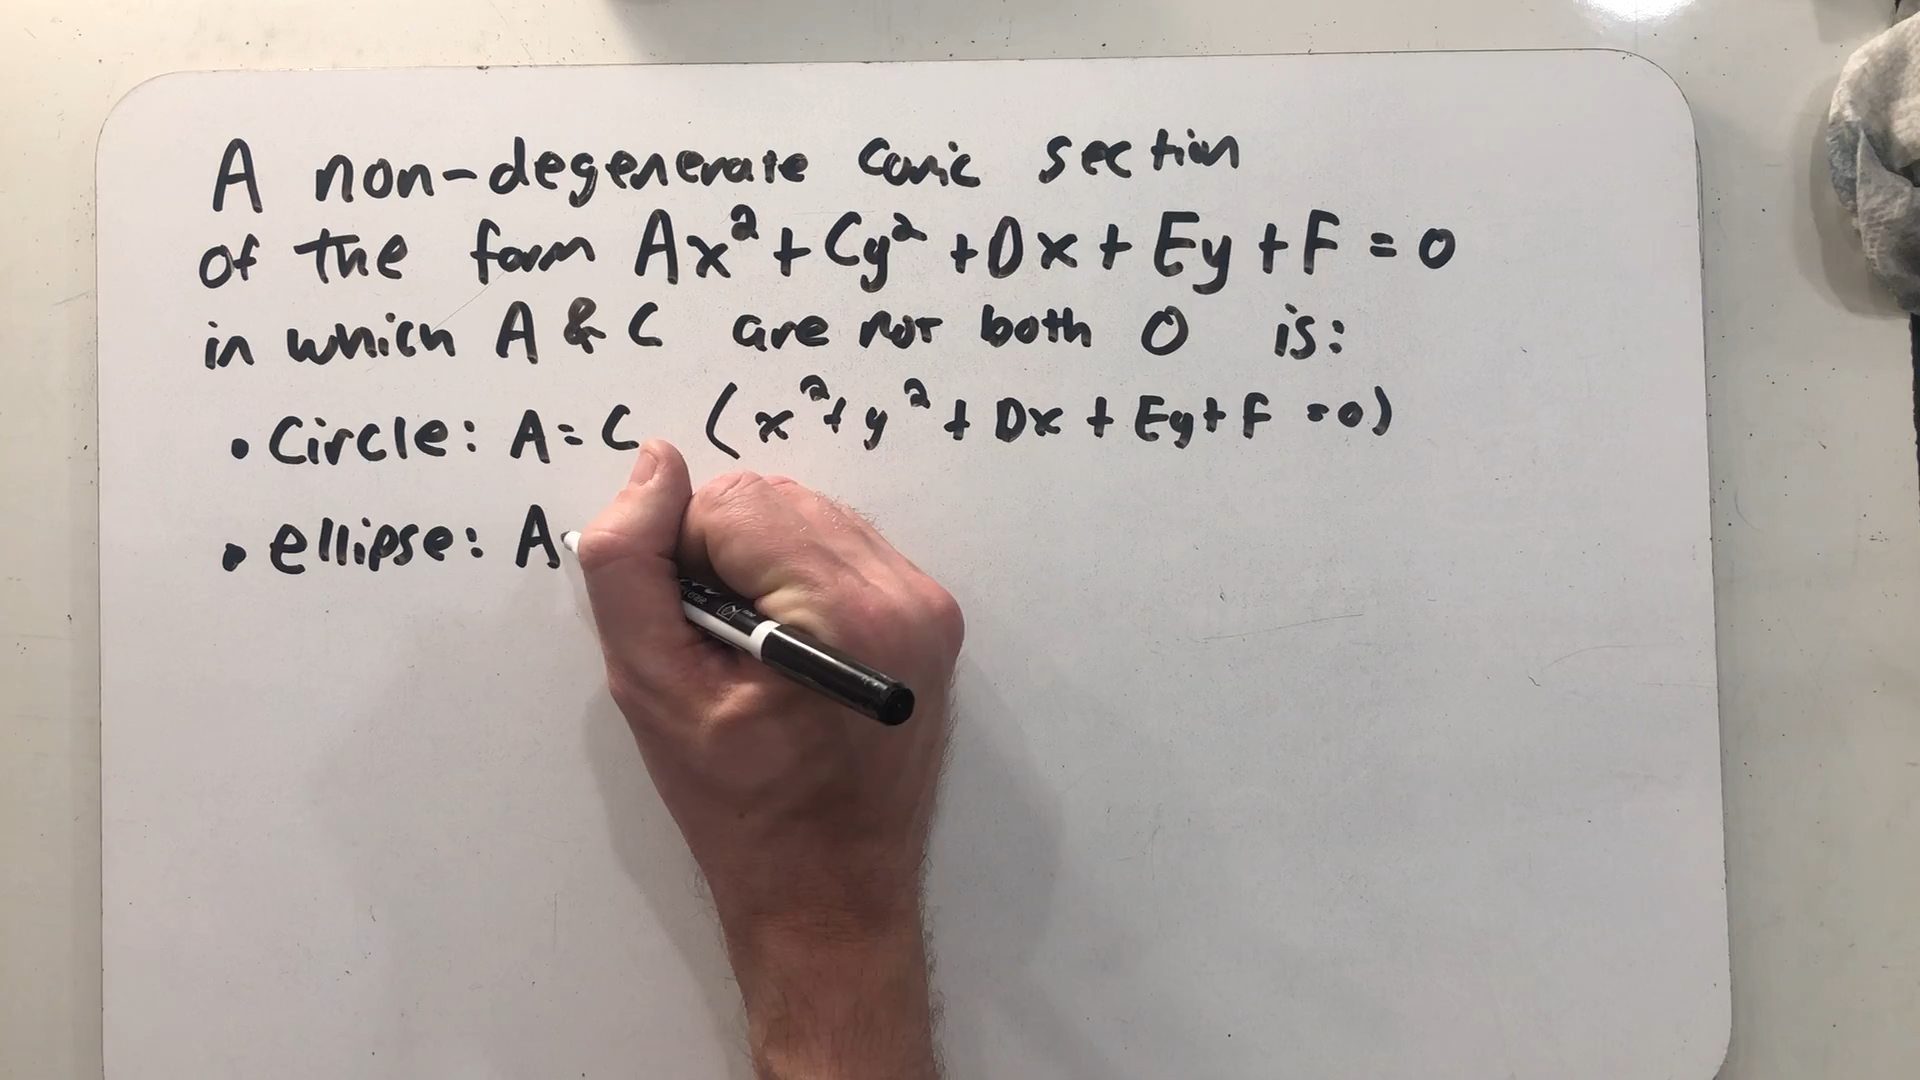 A non-degenerate conic section
of the form Ax²+Cy²+Dx+Ey+F=0
in which A & C are not both 0 is:
• Circle: A=C (x²+y²+Dx+Ey+F=0)
• ellipse: A